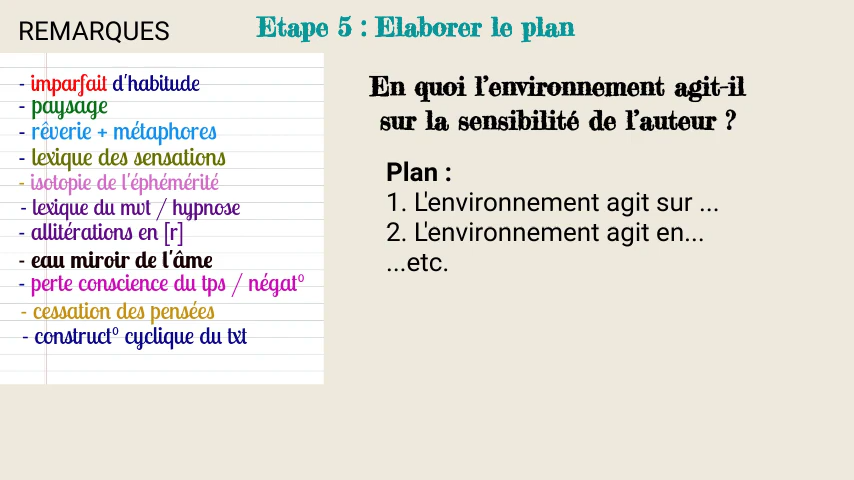 REMARQUES
Etape 5 : Elaborer le plan
- imparfait d'habitude
- paysage
- rêverie + métaphores
- lexique des sensations
- isotopie de l'éphémérité
- lexique du mvt / hypnose
- allitérations en [r]
- eau miroir de l'âme
- perte conscience du tps / négat°
- cessation des pensées
- construct° cyclique du txt
En quoi l'environnement agit-il
sur la sensibilité de l'auteur ?
Plan :
1. L'environnement agit sur ...
2. L'environnement agit en...
...etc.